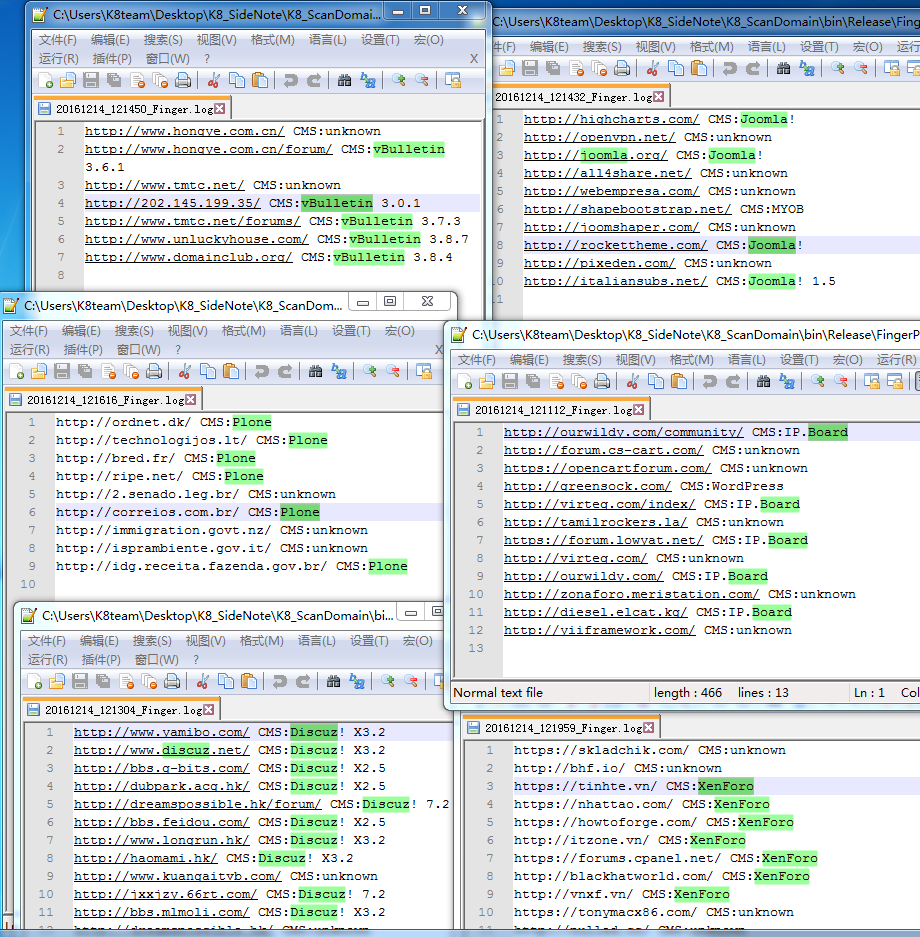 C:\Users\K8team\Desktop\K8_SideNote\K8_ScanDomain...
文件(F) 编辑(E) 搜索(S) 视图(V) 格式(M) 语言(L) 设置(T) 宏(O)
运行(R) 插件(P) 窗口(W) ? X
20161214_121450_Finger.log
1 http://www.hongye.com.cn/ CMS:unknown
2 http://www.hongye.com.cn/forum/ CMS:vBulletin
3.6.1
3 http://www.tmtc.net/ CMS:unknown
4 http://202.145.199.35/ CMS:vBulletin 3.0.1
5 http://www.tmtc.net/forums/ CMS:vBulletin 3.7.3
6 http://www.unluckyhouse.com/ CMS:vBulletin 3.8.7
7 http://www.domainclub.org/ CMS:vBulletin 3.8.4
8
C:\Users\K8team\Desktop\K8_SideNote\K8_ScanDomain\bin\Release\Fing
件(F) 编辑(E) 搜索(S) 视图(V) 格式(M) 语言(L) 设置(T) 宏(O) 运行
20161214_121432_Finger.log
1 http://highcharts.com/ CMS:Joomla!
2 http://openvpn.net/ CMS:unknown
3 http://joomla.org/ CMS:Joomla!
4 http://all4share.net/ CMS:unknown
5 http://webempresa.com/ CMS:unknown
6 http://shapebootstrap.net/ CMS:MYOB
7 http://joomshaper.com/ CMS:unknown
8 http://rockettheme.com/ CMS:Joomla!
9 http://pixeden.com/ CMS:unknown
10 http://italiansubs.net/ CMS:Joomla! 1.5
11
C:\Users\K8team\Desktop\K8_SideNote\K8_ScanDom...
文件(F) 编辑(E) 搜索(S) 视图(V) 格式(M) 语言(L) 设置(T) 宏(O)
运行(R) 插件(P) 窗口(W) ? X
20161214_121616_Finger.log
1 http://ordnet.dk/ CMS:Plone
2 http://technologijos.lt/ CMS:Plone
3 http://bred.fr/ CMS:Plone
4 http://ripe.net/ CMS:Plone
5 http://2.senado.leg.br/ CMS:unknown
6 http://correios.com.br/ CMS:Plone
7 http://immigration.govt.nz/ CMS:unknown
8 http://isprambiente.gov.it/ CMS:unknown
9 http://idg.receita.fazenda.gov.br/ CMS:Plone
10
C:\Users\K8team\Desktop\K8_SideNote\K8_ScanDomain\bin\Release\FingerP
文件(F) 编辑(E) 搜索(S) 视图(V) 格式(M) 语言(L) 设置(T) 宏(O) 运行(R)
20161214_121112_Finger.log
1 http://ourwildy.com/community/ CMS:IP.Board
2 http://forum.cs-cart.com/ CMS:unknown
3 https://opencartforum.com/ CMS:unknown
4 http://greensock.com/ CMS:WordPress
5 http://virteq.com/index/ CMS:IP.Board
6 http://tamilrockers.la/ CMS:unknown
7 https://forum.lowyat.net/ CMS:IP.Board
8 http://virteq.com/ CMS:unknown
9 http://ourwildy.com/ CMS:IP.Board
10 http://zonaforo.meristation.com/ CMS:unknown
11 http://diesel.elcat.kg/ CMS:IP.Board
12 http://yiiframework.com/ CMS:unknown
13
Normal text file length : 466 lines : 13 Ln : 1 Col
C:\Users\K8team\Desktop\K8_SideNote\K8_ScanDomain\bi...
文件(F) 编辑(E) 搜索(S) 视图(V) 格式(M) 语言(L) 设置(T) 宏(O)
运行(R) 插件(P) 窗口(W) ?
20161214_121304_Finger.log
1 http://www.yamibo.com/ CMS:Discuz! X3.2
2 http://www.discuz.net/ CMS:Discuz! X3.2
3 http://bbs.g-bits.com/ CMS:Discuz! X2.5
4 http://dubpark.acg.hk/ CMS:Discuz! X2.5
5 http://dreamspossible.hk/forum/ CMS:Discuz! 7.2
6 http://bbs.feidou.com/ CMS:Discuz! X2.5
7 http://www.longrun.hk/ CMS:Discuz! X3.2
8 http://haomami.hk/ CMS:Discuz! X3.2
9 http://www.kuangaitvb.com/ CMS:unknown
10 http://jxxjzy.66rt.com/ CMS:Discuz! 7.2
11 http://bbs.mlmoli.com/ CMS:Discuz! X3.2
20161214_121959_Finger.log
1 https://skladchik.com/ CMS:unknown
2 http://bhf.io/ CMS:unknown
3 https://tinhte.vn/ CMS:XenForo
4 https://nhattao.com/ CMS:XenForo
5 https://howtoforge.com/ CMS:XenForo
6 http://itzone.vn/ CMS:XenForo
7 https://forums.cpanel.net/ CMS:XenForo
8 http://blackhatworld.com/ CMS:XenForo
9 http://vnxf.vn/ CMS:XenForo
10 https://tonymacx86.com/ CMS:unknown